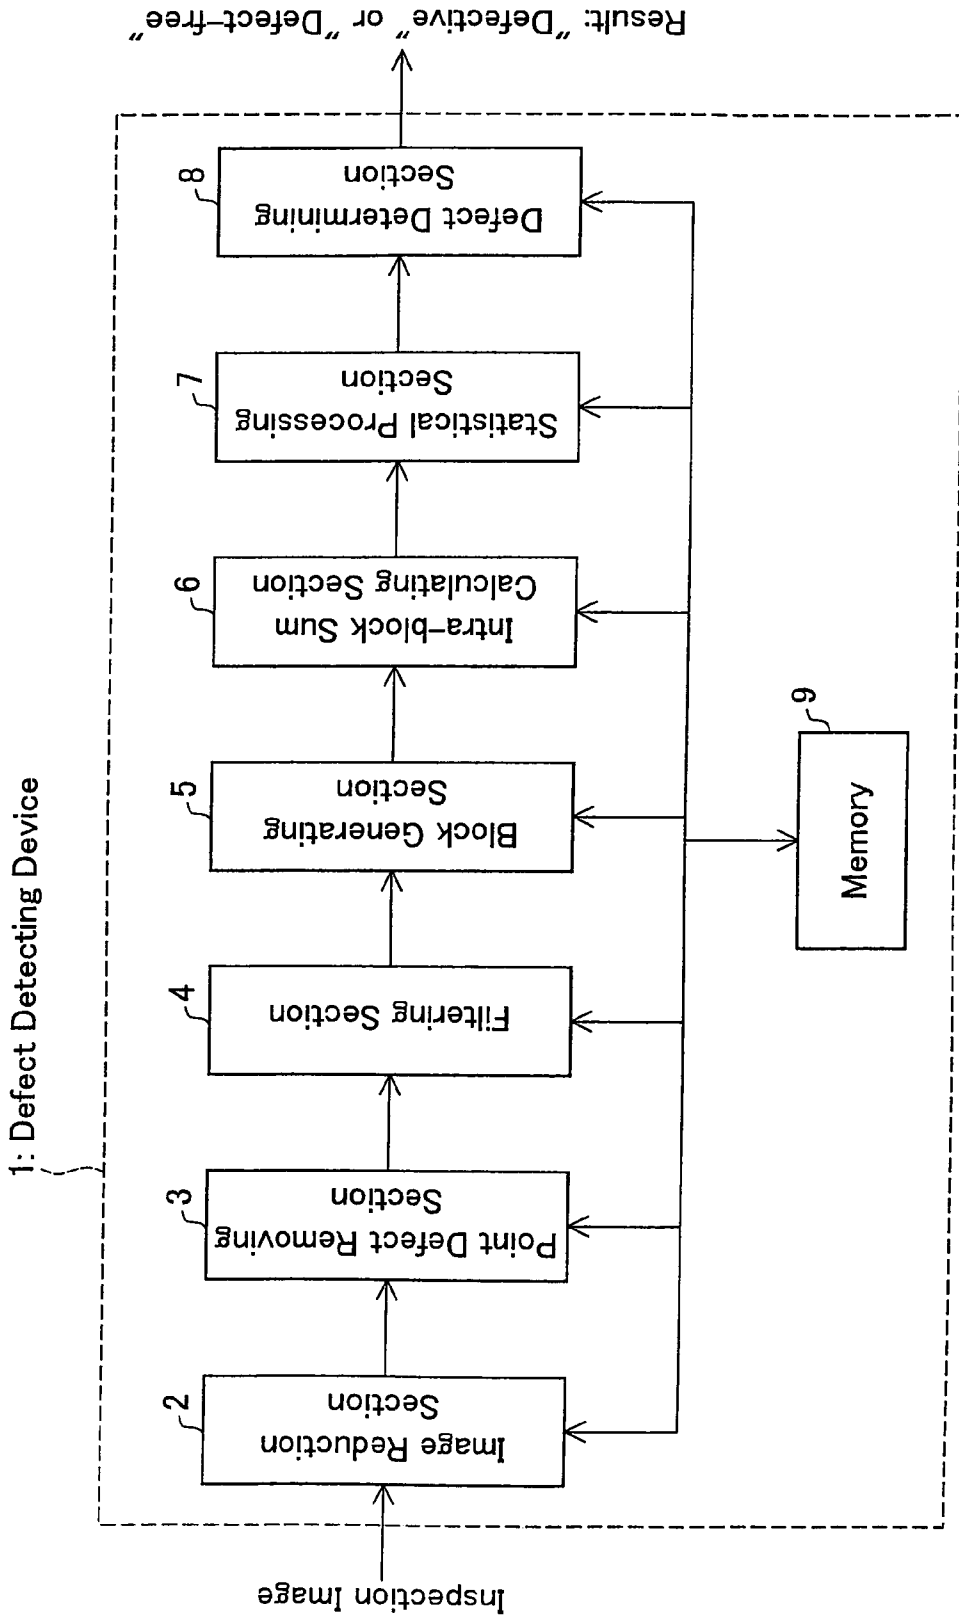 1: Defect Detecting Device
Inspection Image
2
Image Reduction
Section
3
Point Defect Removing
Section
4
Filtering Section
5
Block Generating
Section
6
Intra-block Sum
Calculating Section
7
Statistical Processing
Section
8
Defect Determining
Section
Result: “Defective” or “Defect-free”
9
Memory